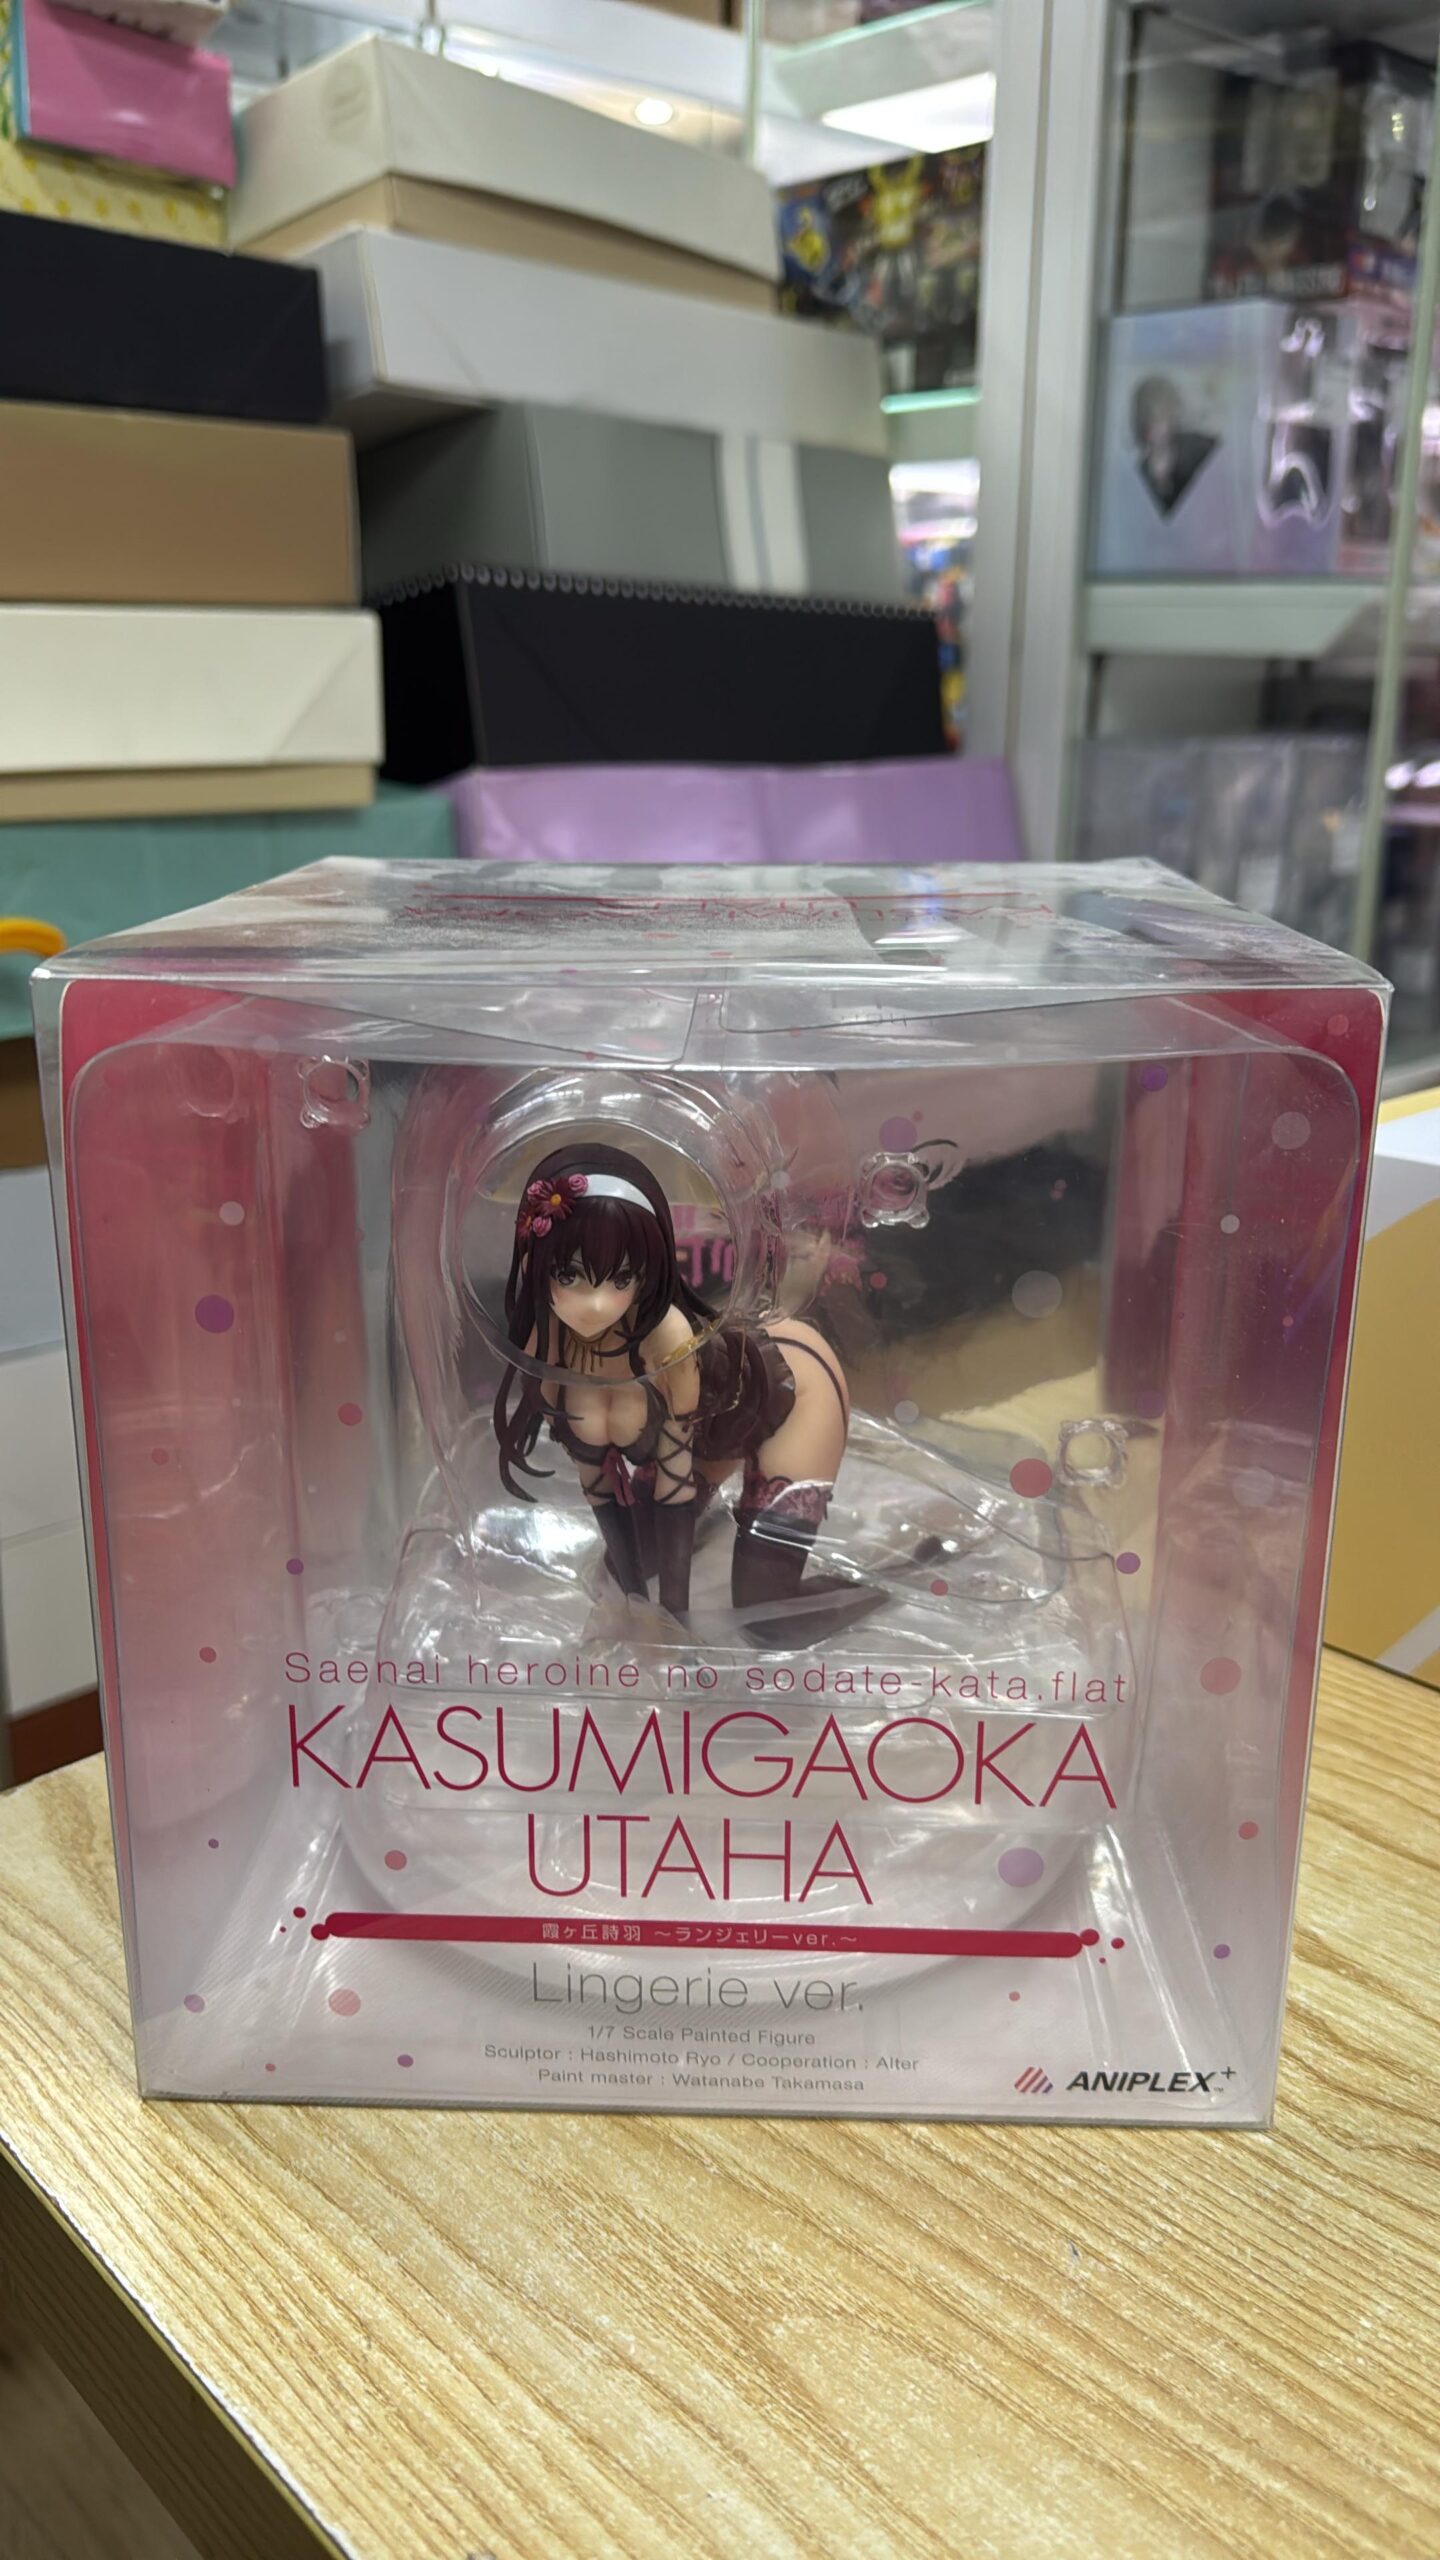 Saenai heroine no sodate-kata.flat
KASUMIGAOKA
UTAHA
霞ヶ丘詩羽 ～ランジェリーver.～
Lingerie ver.
1/7 Scale Painted Figure
Sculptor : Hashimoto Ryo / Cooperation : Alter
Paint master : Watanabe Takamasa
ANIPLEX+